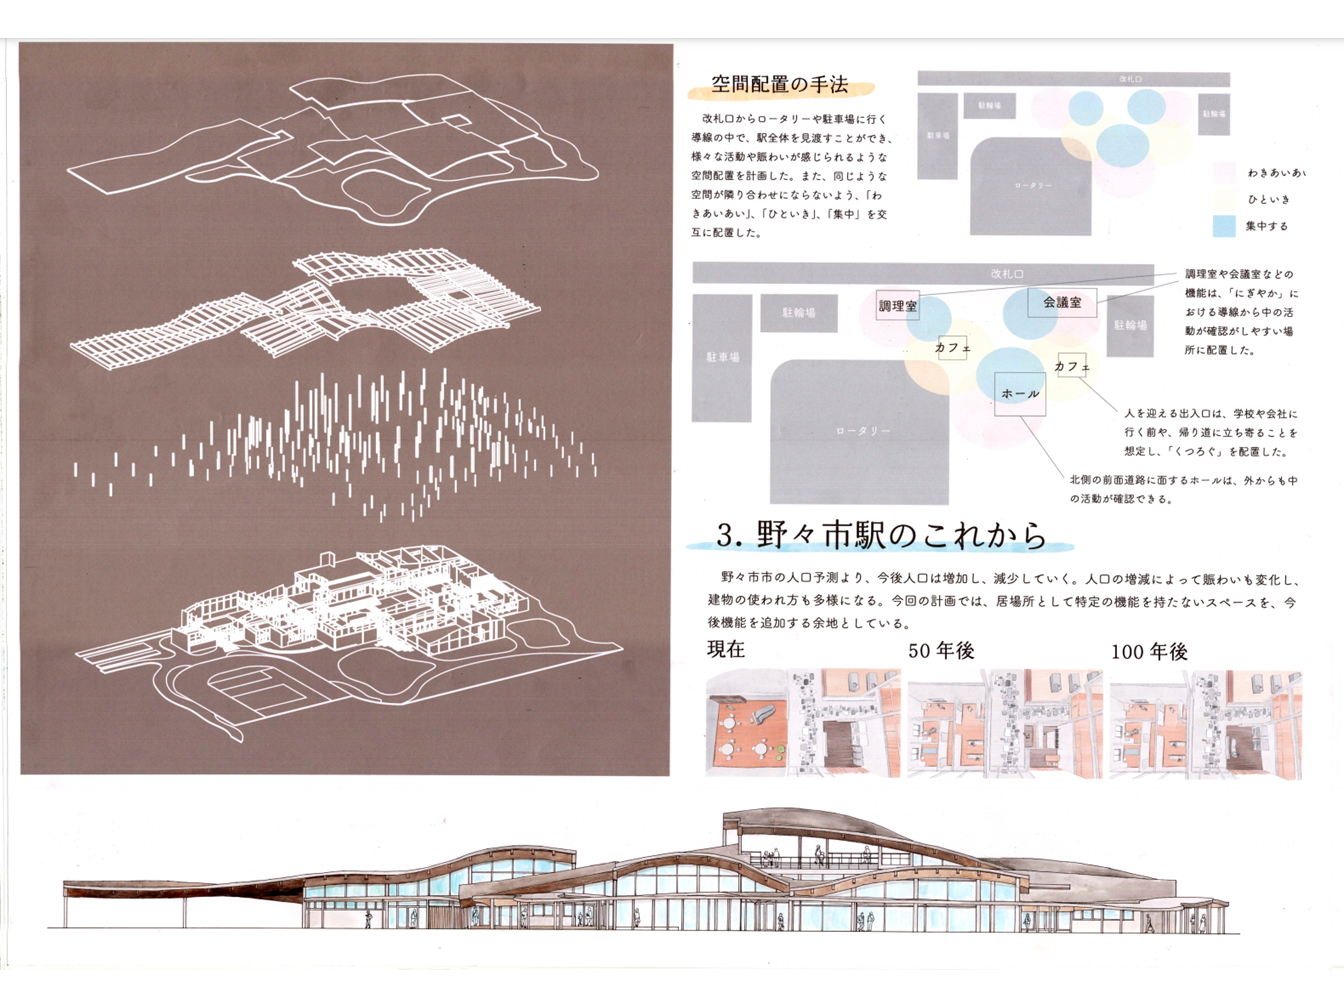 空間配置の手法
改札口からロータリーや駐車場に行く
導線の中で、駅全体を見渡すことができ、
様々な活動や賑わいが感じられるような
空間配置を計画した。また、同じような
空間が隣り合わせにならないよう、「わ
きあいあい」、「ひといき」、「集中」を交
互に配置した。
改札口
駐輪場
駐車場
駐輪場
ロータリー
わきあいあい
ひといき
集中する
改札口
調理室
会議室
駐輪場
駐輪場
駐車場
カフェ
カフェ
ホール
ロータリー
調理室や会議室などの
機能は、「にぎやか」に
おける導線から中の活
動が確認がしやすい場
所に配置した。
人を迎える出入口は、学校や会社に
行く前や、帰り道に立ち寄ることを
想定し、「くつろぐ」を配置した。
北側の前面道路に面するホールは、外からも中
の活動が確認できる。
3. 野々市駅のこれから
野々市市の人口予測より、今後人口は増加し、減少していく。人口の増減によって賑わいも変化し、
建物の使われ方も多様になる。今回の計画では、居場所として特定の機能を持たないスペースを、今
後機能を追加する余地としている。
現在
50 年後
100 年後